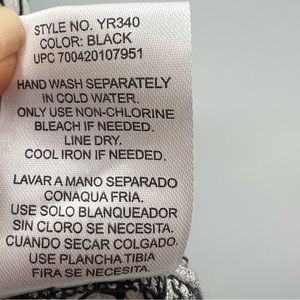 STYLE NO. YR340
COLOR: BLACK
UPC 700420107951
HAND WASH SEPARATELY
IN COLD WATER.
ONLY USE NON-CHLORINE
BLEACH IF NEEDED.
LINE DRY.
COOL IRON IF NEEDED.
LAVAR A MANO SEPARADO
CONAQUA FRIA.
USE SOLO BLANQUEADOR
SIN CLORO SE NECESITA.
CUANDO SECAR COLGADO.
USE PLANCHA TIBIA
FIRA SE NECESITA.